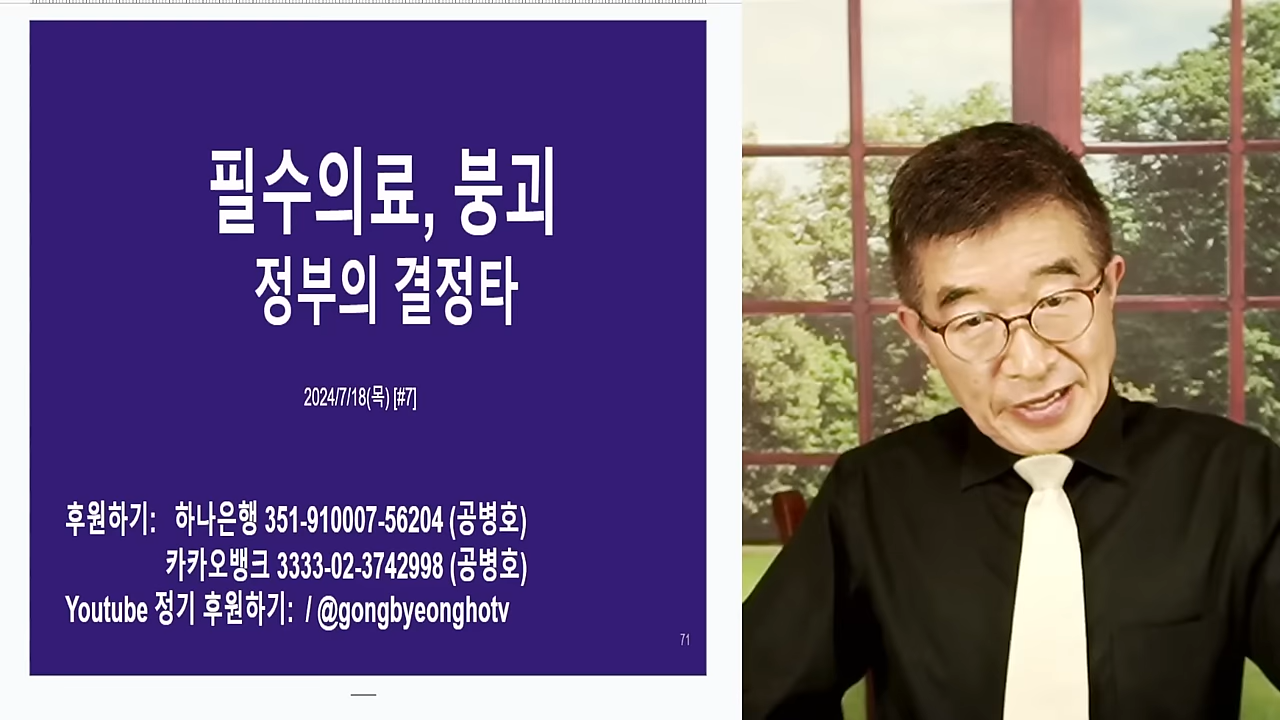 필수의료, 붕괴
정부의 결정타
2024/7/18(목) [#7]
후원하기: 하나은행 351-910007-56204 (공병호)
카카오뱅크 3333-02-3742998 (공병호)
Youtube 정기 후원하기: / @gongbyeonghotv
71